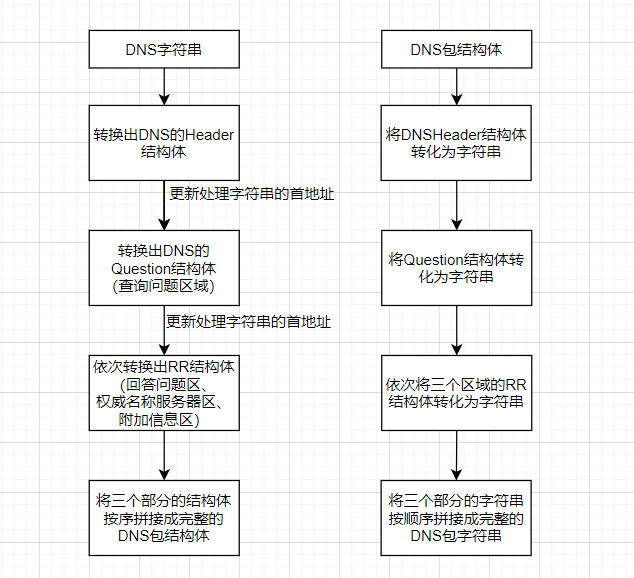 DNS字符串
转换出DNS的Header
结构体
更新处理字符串的首地址
转换出DNS的
Question结构体
(查询问题区域)
更新处理字符串的首地址
依次转换出RR结构体
(回答问题区、
权威名称服务器区、
附加信息区)
将三个部分的结构体
按序拼接成完整的
DNS包结构体
DNS包结构体
将DNSHeader结构体
转化为字符串
将Question结构体转
化为字符串
依次将三个区域的RR
结构体转化为字符串
将三个部分的字符串
按顺序拼接成完整的
DNS包字符串